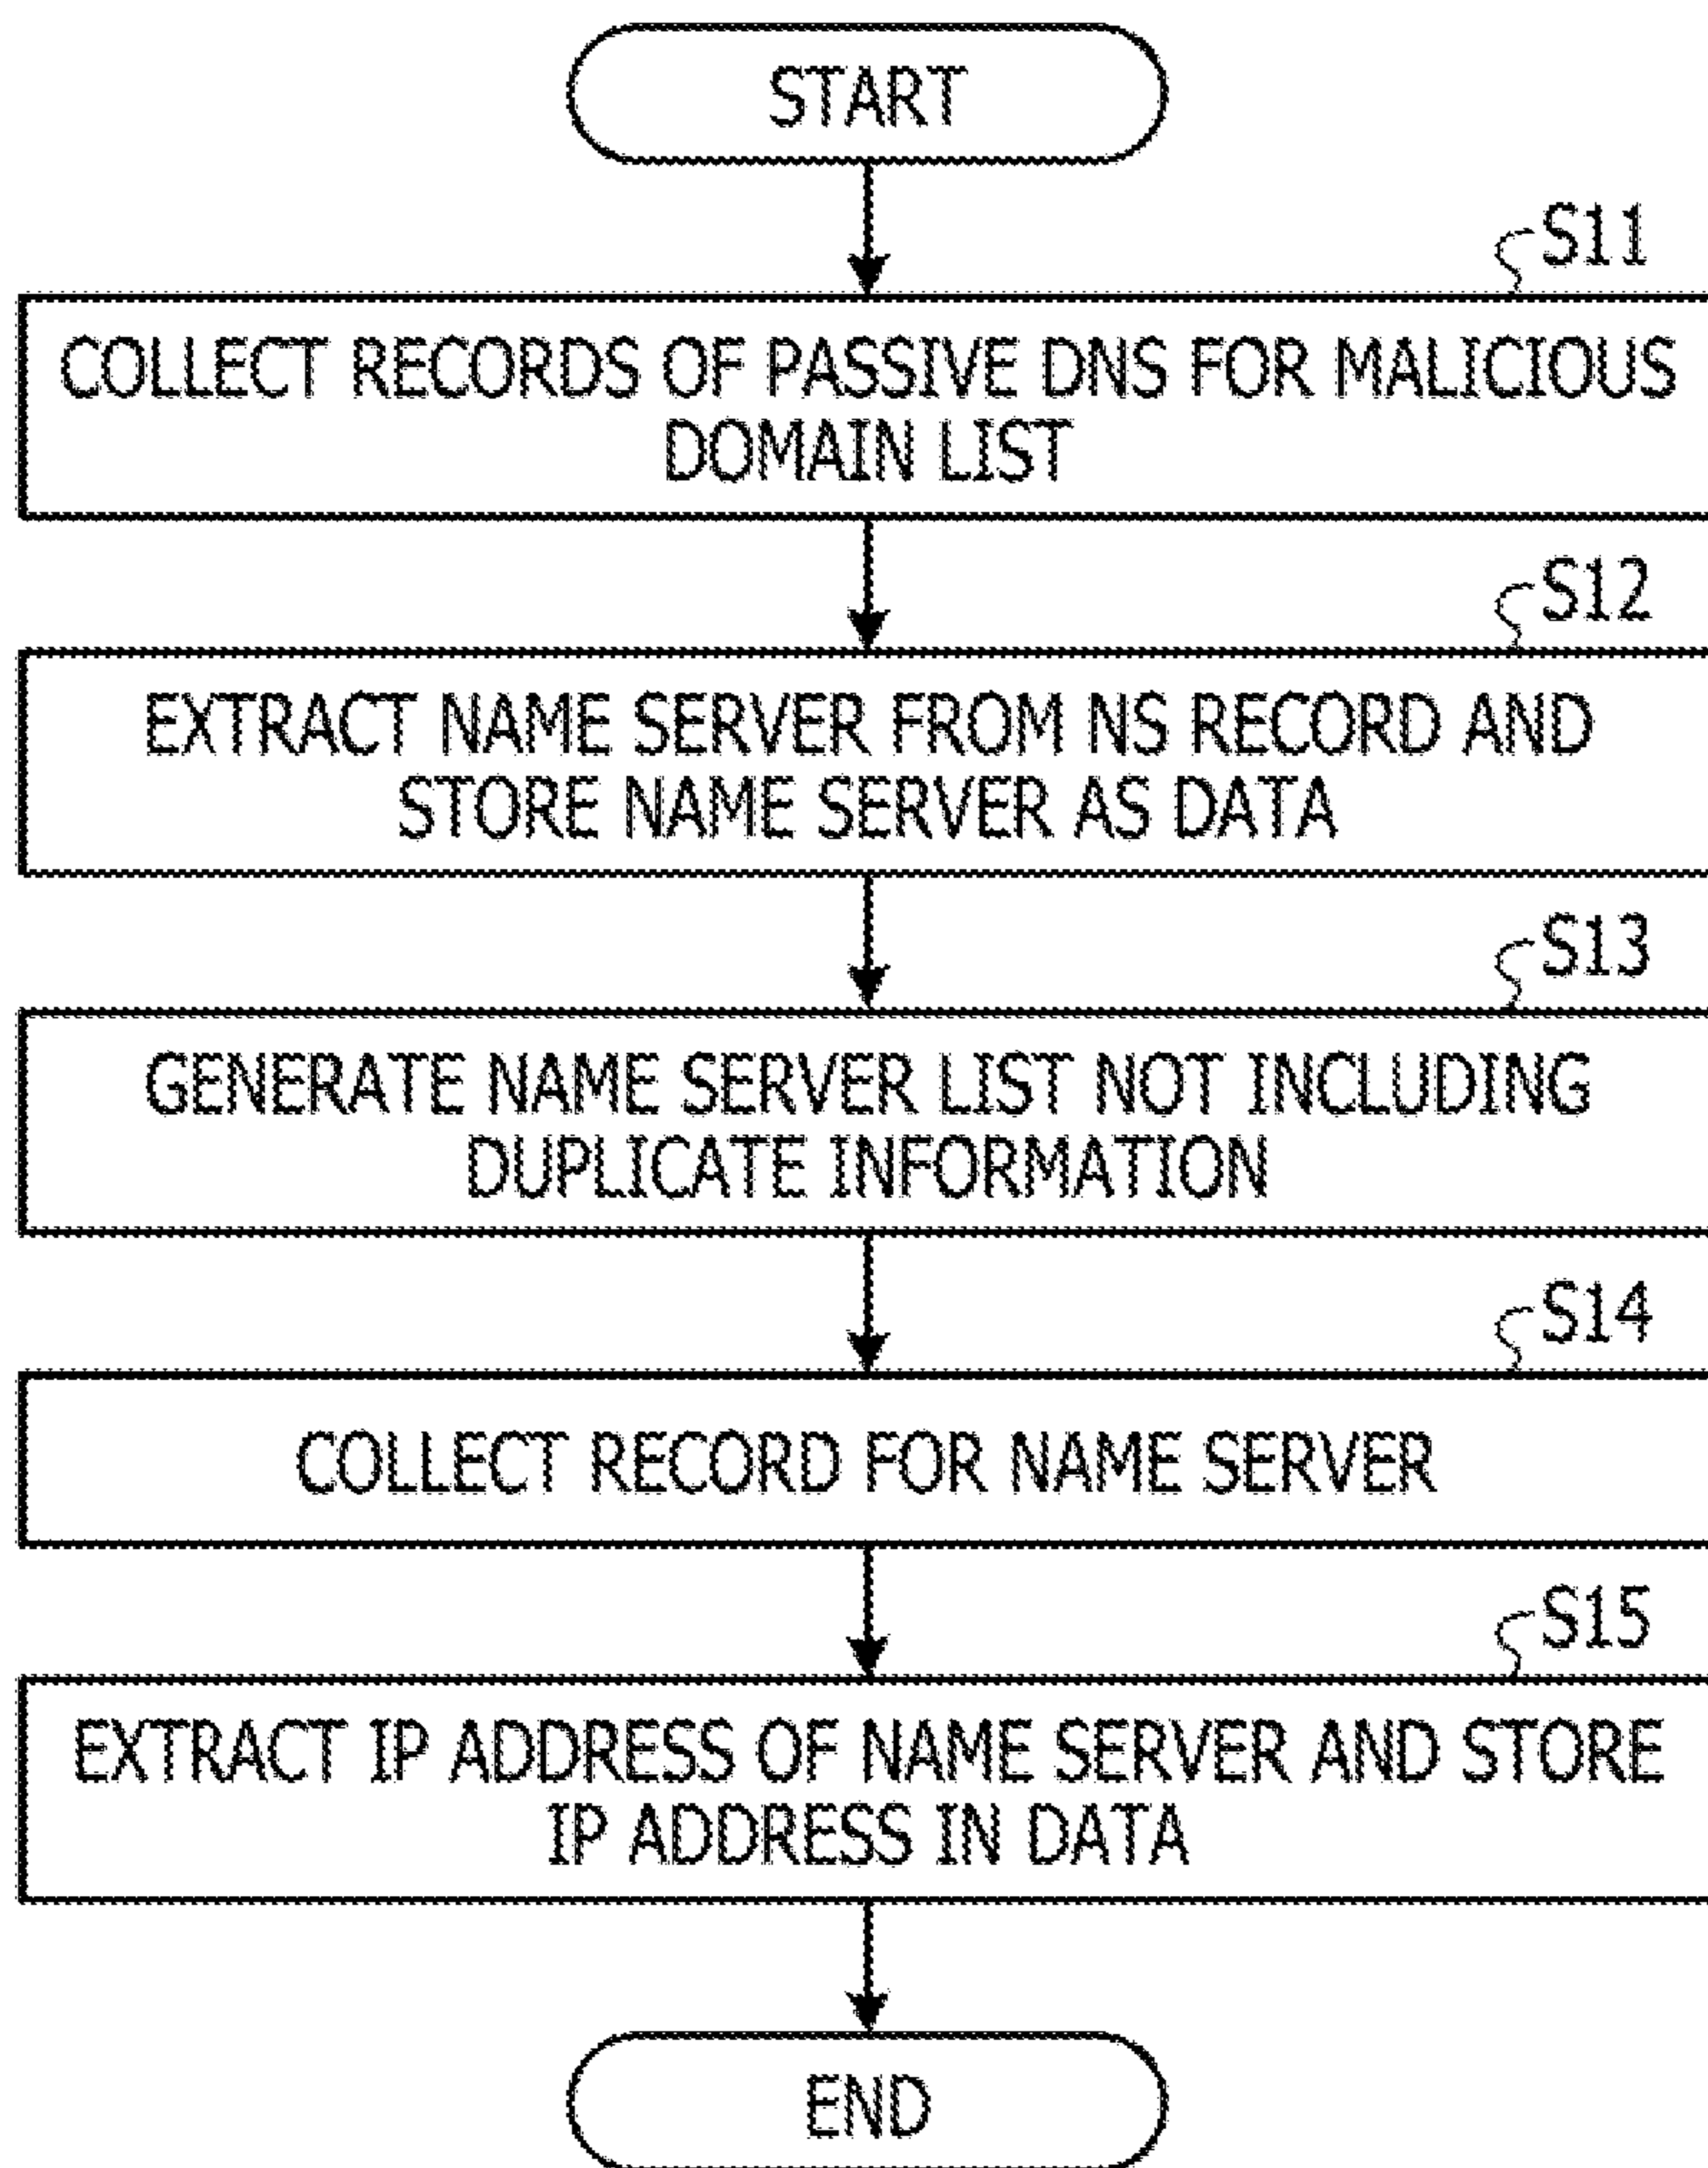 START
S11
COLLECT RECORDS OF PASSIVE DNS FOR MALICIOUS
DOMAIN LIST
S12
EXTRACT NAME SERVER FROM NS RECORD AND
STORE NAME SERVER AS DATA
S13
GENERATE NAME SERVER LIST NOT INCLUDING
DUPLICATE INFORMATION
S14
COLLECT RECORD FOR NAME SERVER
S15
EXTRACT IP ADDRESS OF NAME SERVER AND STORE
IP ADDRESS IN DATA
END